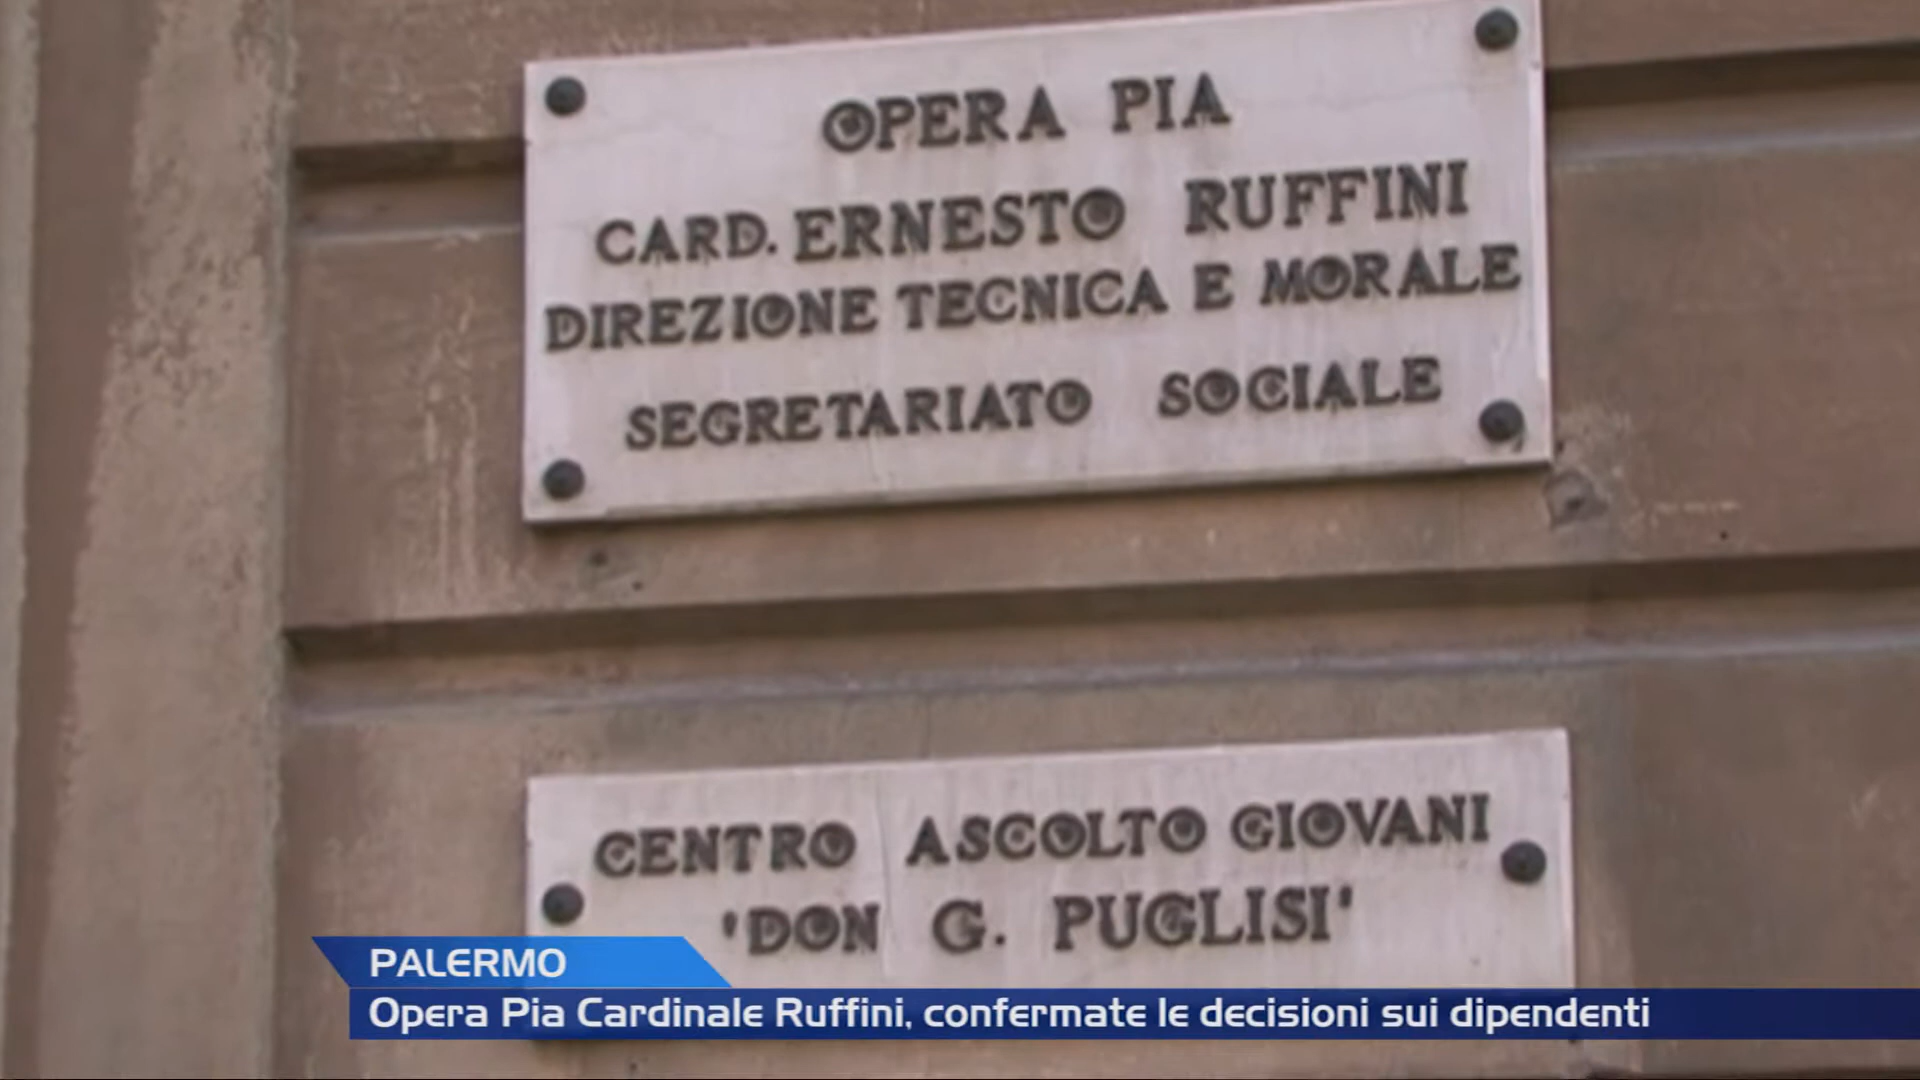 OPERA PIA
CARD. ERNESTO RUFFINI
DIREZIONE TECNICA E MORALE
SEGRETARIATO SOCIALE
CENTRO ASCOLTO GIOVANI
'DON G. PUGLISI'
PALERMO
Opera Pia Cardinale Ruffini, confermate le decisioni sui dipendenti